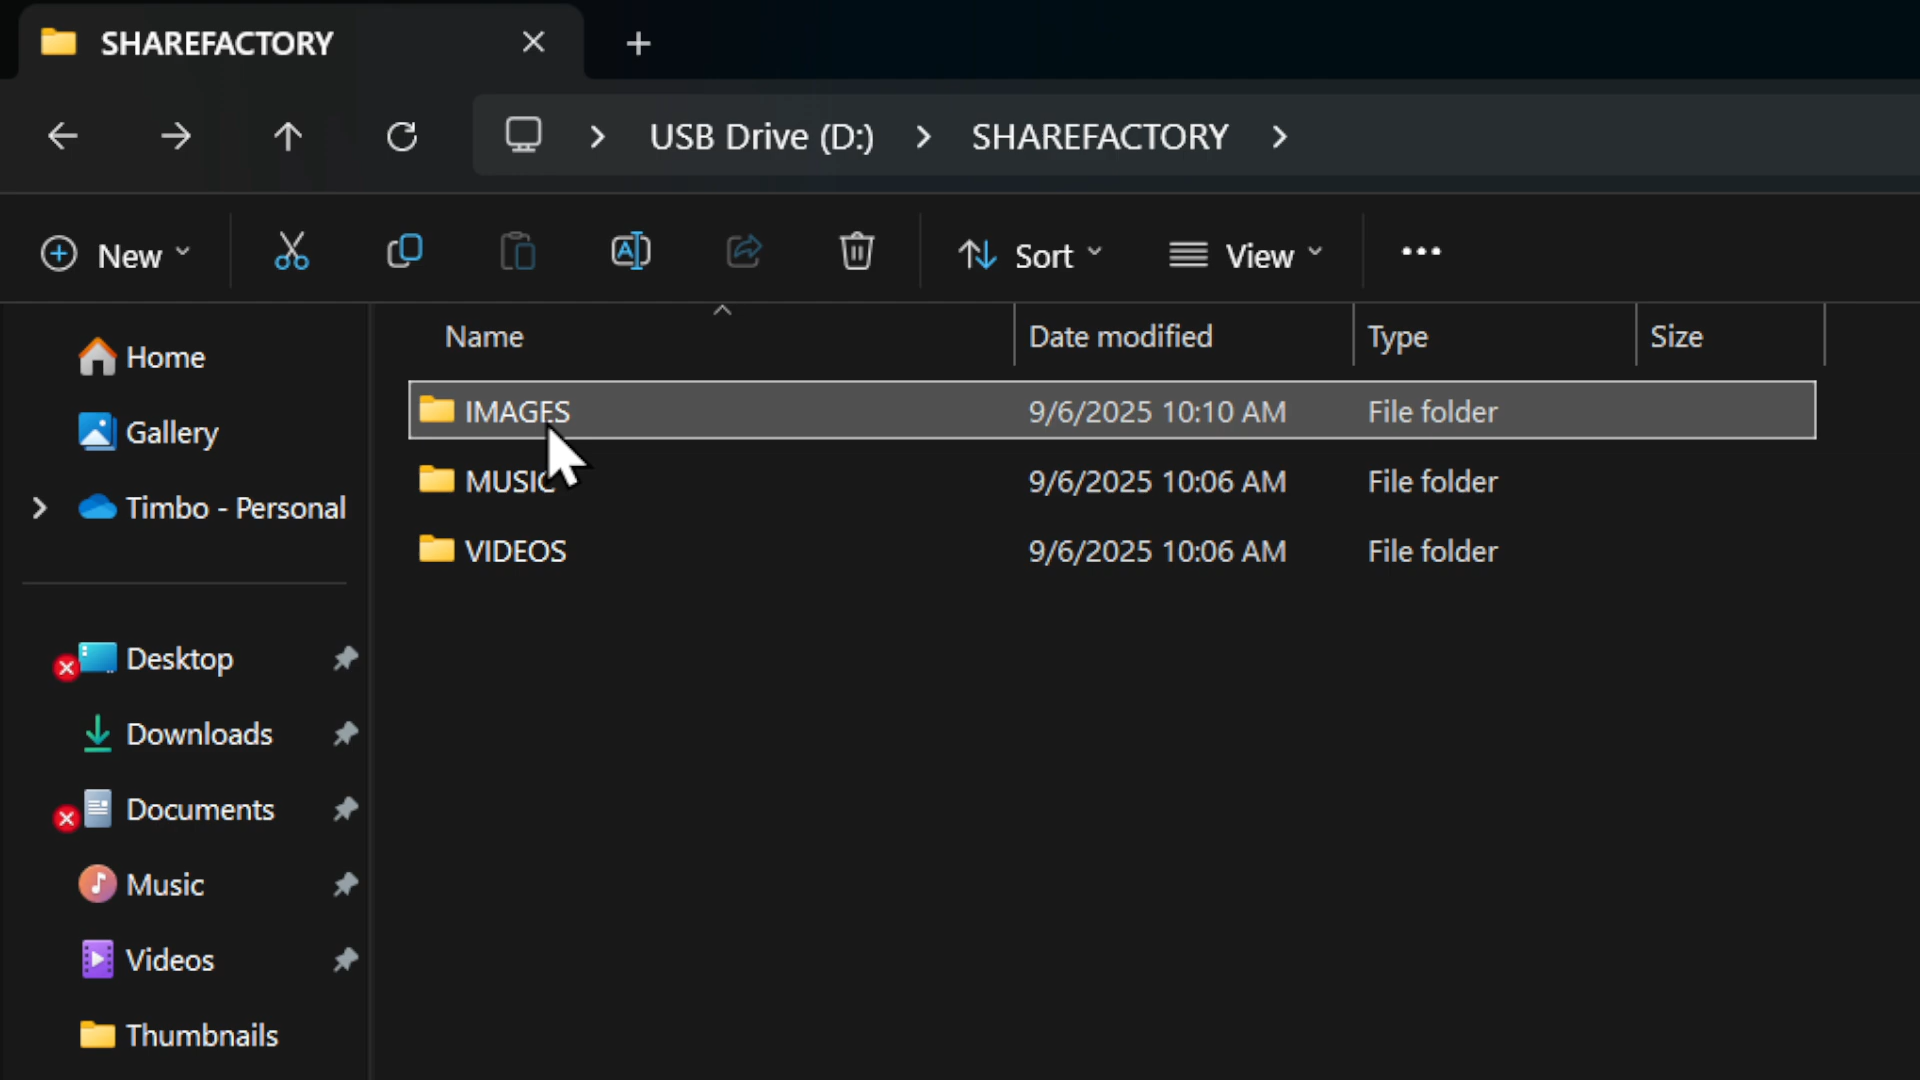 SHAREFACTORY
USB Drive (D:) SHAREFACTORY
New Sort View
Name Date modified Type Size
IMAGES 9/6/2025 10:10 AM File folder
MUSIC 9/6/2025 10:06 AM File folder
VIDEOS 9/6/2025 10:06 AM File folder
Home
Gallery
Timbo - Personal
Desktop
Downloads
Documents
Music
Videos
Thumbnails